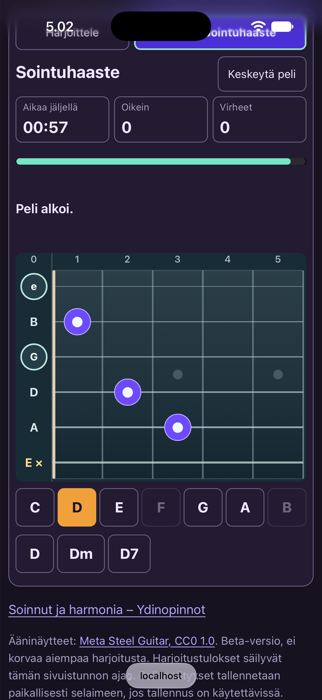 5.02
Harjoittele Sointuhaaste
Sointuhaaste
Keskeytä peli
Aikaa jäljellä Oikein Virheet
00:57 0 0
Peli alkoi.
0 1 2 3 4 5
e
B
G
D
A
E ×
C D E F G A B
D Dm D7
Soinnut ja harmonia – Ydinopinnot
Ääninäytteet: Meta Steel Guitar, CC0 1.0. Beta-versio, ei
korvaa aiempaa harjoitusta. Harjoitustulokset säilyvät
tämän sivuistunnon ajan. tallennetaan
localhost
paikallisesti selaimeen, jos tallennus on käytettävissä.